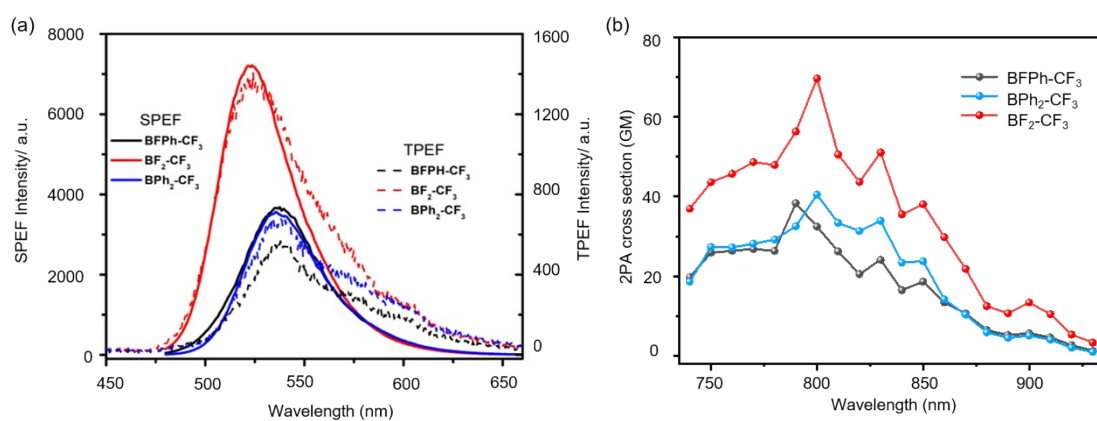 (a)
8000
6000
4000
2000
0
SPEF Intensity/ a.u.
SPEF
BFPh-CF3
BF2-CF3
BPh2-CF3
TPEF
BFPH-CF3
BF2-CF3
BPh2-CF3
1600
1200
800
400
0
TPEF Intensity/ a.u.
450
500
550
600
650
Wavelength (nm)
(b)
80
60
40
20
0
2PA cross section (GM)
BFPh-CF3
BPh2-CF3
BF2-CF3
750
800
850
900
Wavelength (nm)